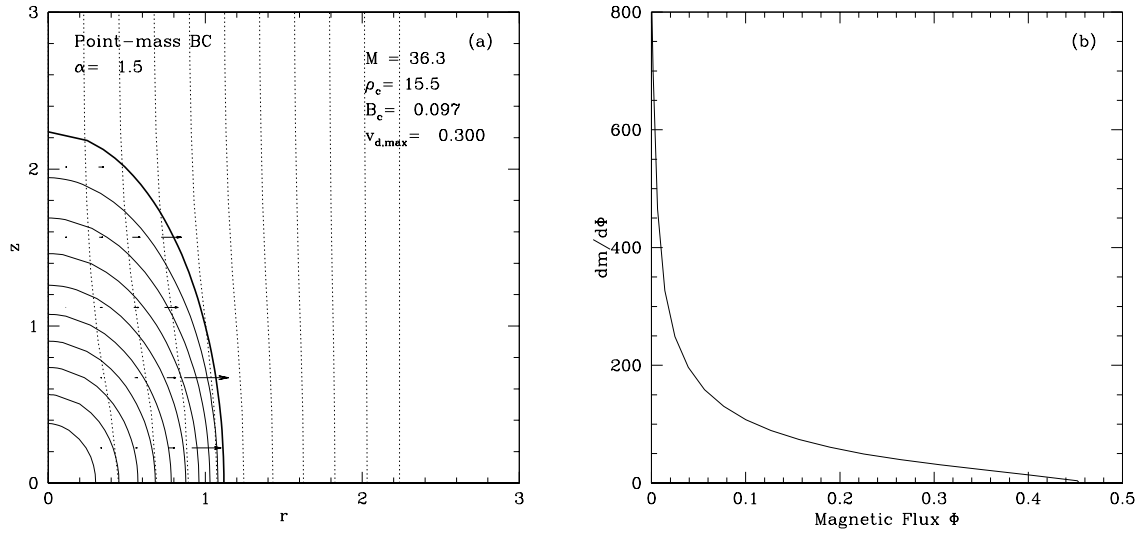 3
2
1
0
z
0
1
2
3
r
Point-mass BC
α= 1.5
(a)
M = 36.3
ρc= 15.5
Bc= 0.097
vd,max= 0.300
800
600
400
200
0
dm/dΦ
0
0.1
0.2
0.3
0.4
0.5
Magnetic Flux Φ
(b)